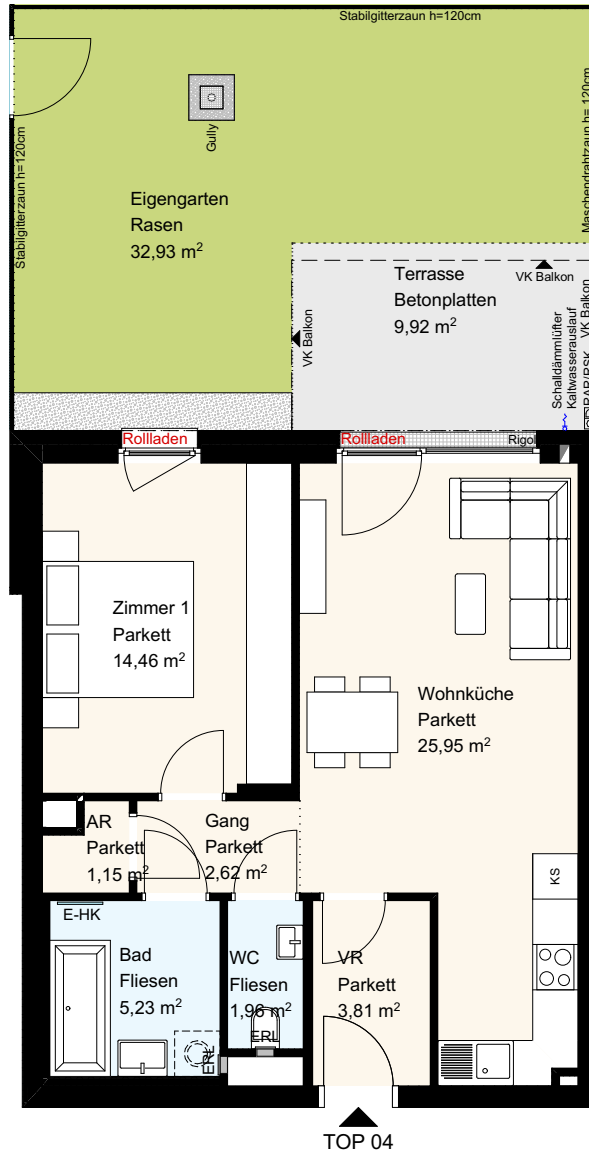 Stabilgitterzaun h=120cm
Stabilgitterzaun h=120cm
Maschendrahtzaun h= 120cm
Gully
Eigengarten
Rasen
32,93 m²
Terrasse
Betonplatten
9,92 m²
VK Balkon
VK Balkon
VK Balkon
Schalldämmlüfter
Kaltwasserauslauf
Rollladen
Rollladen
Rigol
Zimmer 1
Parkett
14,46 m²
Wohnküche
Parkett
25,95 m²
AR
Parkett
1,15 m²
Gang
Parkett
2,62 m²
KS
E-HK
Bad
Fliesen
5,23 m²
WC
Fliesen
1,96 m²
VR
Parkett
3,81 m²
ERL
ERL
TOP 04